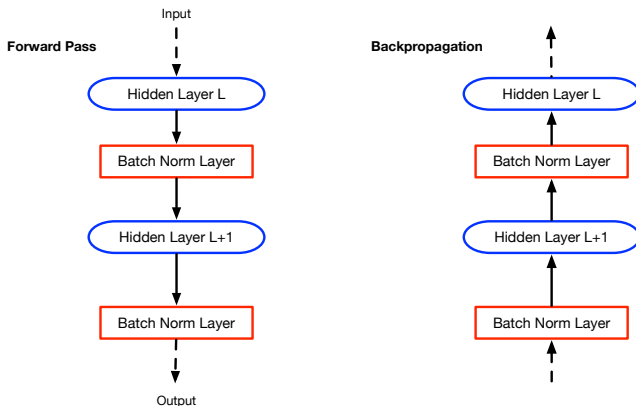 Input
Forward Pass
Hidden Layer L
Batch Norm Layer
Hidden Layer L+1
Batch Norm Layer
Output
Backpropagation
Hidden Layer L
Batch Norm Layer
Hidden Layer L+1
Batch Norm Layer